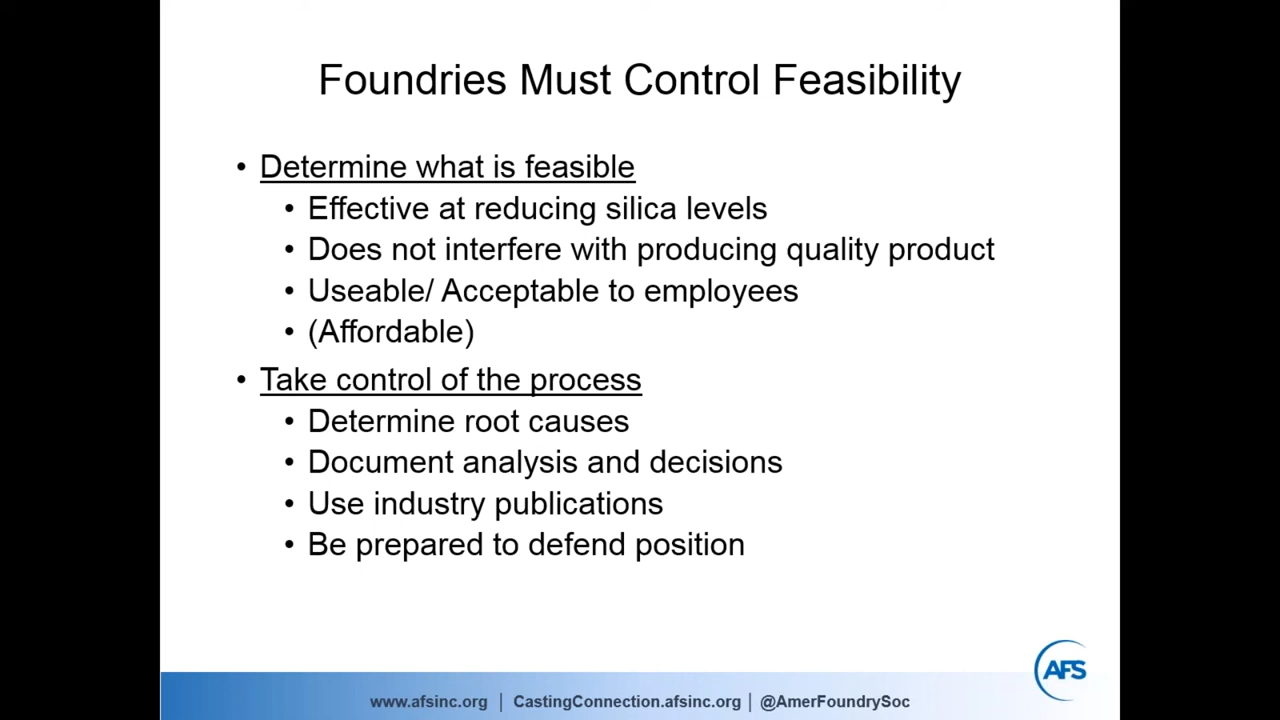 Foundries Must Control Feasibility
• Determine what is feasible
• Effective at reducing silica levels
• Does not interfere with producing quality product
• Useable/ Acceptable to employees
• (Affordable)
• Take control of the process
• Determine root causes
• Document analysis and decisions
• Use industry publications
• Be prepared to defend position
AFS
www.afsinc.org | CastingConnection.afsinc.org | @AmerFoundrySoc